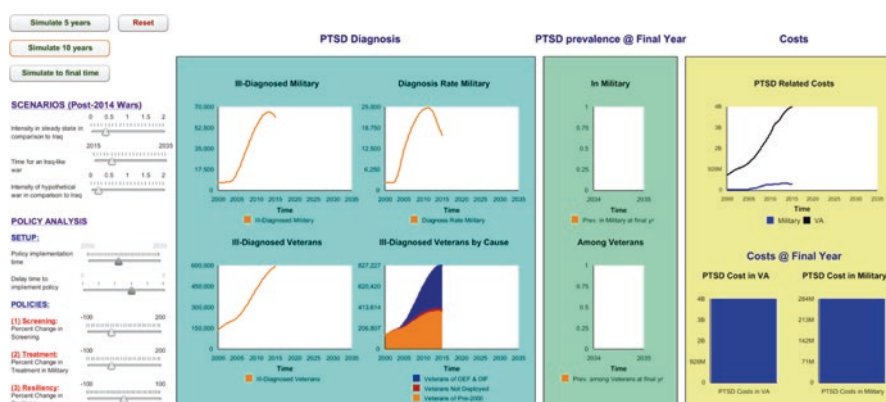 Simulate 5 years
Reset
Simulate 10 years
Simulate to final time
SCENARIOS (Post-2014 Wars)
0 0.5 1 1.5 2
Intensity in steady state in
comparison to Iraq
2015 2035
Time for an Iraq-like
war
0 0.5 1 1.5 2
Intensity of hypothetical
war in comparison to Iraq
POLICY ANALYSIS
SETUP:
Policy implementation
time
Delay time to
implement policy
POLICIES:
-100 200
(1) Screening:
Percent Change in
Screening
-100 200
(2) Treatment:
Percent Change in
Treatment in Military
-100 100
(3) Resiliency:
Percent Change in
PTSD Diagnosis
Ill-Diagnosed Military
70,000
52,500
35,000
17,500
0
2000 2005 2010 2015 2020 2025 2030 2035
Time
Ill-Diagnosed Military
Diagnosis Rate Military
25,000
18,750
12,500
6,250
0
2000 2005 2010 2015 2020 2025 2030 2035
Time
Diagnosis Rate Military
Ill-Diagnosed Veterans
600,000
450,000
300,000
150,000
0
2000 2005 2010 2015 2020 2025 2030 2035
Time
Ill-Diagnosed Veterans
Ill-Diagnosed Veterans by Cause
827,227
620,420
413,614
206,807
0
2000 2005 2010 2015 2020 2025 2030 2035
Time
Veterans of OEF & OIF
Veterans Not Deployed
Veterans of Pre-2000
PTSD prevalence @ Final Year
In Military
1
0.75
0.5
0.25
0
2034 2035
Time
Prev. in Military at final yr
Among Veterans
1
0.75
0.5
0.25
0
2034 2035
Time
Prev. among Veterans at final yr
Costs
PTSD Related Costs
4B
3B
2B
928M
0
2000 2005 2010 2015 2020 2025 2030 2035
Time
Military VA
Costs @ Final Year
PTSD Cost in VA
4B
3B
2B
928M
0
PTSD Costs in VA
PTSD Cost in Military
284M
213M
142M
71M
0
PTSD Costs in Military